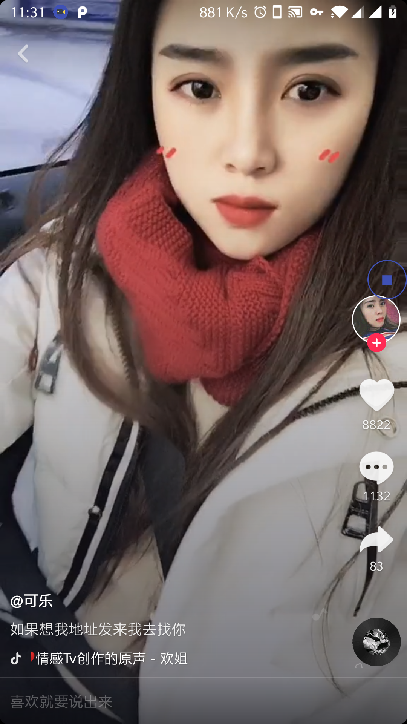 11:31
881 K/s
8822
1132
83
@可乐
如果想我地址发来我去找你
情感Tv创作的原声 - 欢姐
喜欢就要说出来